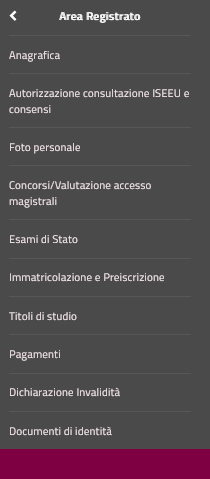 Area Registrato
Anagrafica
Autorizzazione consultazione ISEEU e
consensi
Foto personale
Concorsi/Valutazione accesso
magistrali
Esami di Stato
Immatricolazione e Preiscrizione
Titoli di studio
Pagamenti
Dichiarazione Invalidità
Documenti di identità